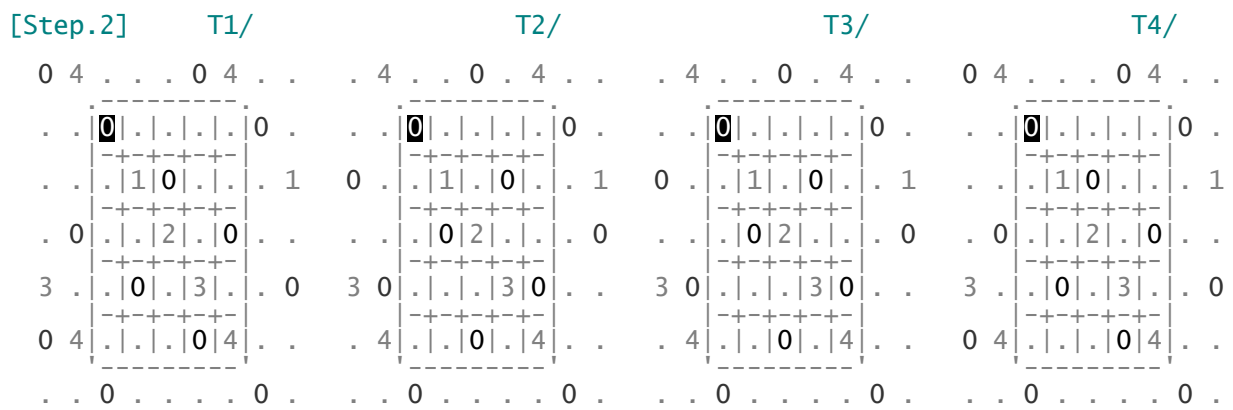 [Step.2]    T1/                  T2/                  T3/                  T4/
  0 4 . . . 0 4 . .    . 4 . . 0 . 4 . .    . 4 . . 0 . 4 . .    0 4 . . . 0 4 . .
     .---------.          .---------.          .---------.          .---------.
  . .|0|.|.|.|.|0 .    . .|0|.|.|.|.|0 .    . .|0|.|.|.|.|0 .    . .|0|.|.|.|.|0 .
     |-+-+-+-+-|          |-+-+-+-+-|          |-+-+-+-+-|          |-+-+-+-+-|
  . .|.|1|0|.|.|. 1    0 .|.|1|.|0|.|. 1    0 .|.|1|.|0|.|. 1    . .|.|1|0|.|.|. 1
     |-+-+-+-+-|          |-+-+-+-+-|          |-+-+-+-+-|          |-+-+-+-+-|
  . 0|.|.|2|.|0|. .    . .|.|0|2|.|.|. 0    . .|.|0|2|.|.|. 0    . 0|.|.|2|.|0|. .
     |-+-+-+-+-|          |-+-+-+-+-|          |-+-+-+-+-|          |-+-+-+-+-|
  3 .|.|0|.|3|.|. 0    3 0|.|.|.|3|0|. .    3 0|.|.|.|3|0|. .    3 .|.|0|.|3|.|. 0
     |-+-+-+-+-|          |-+-+-+-+-|          |-+-+-+-+-|          |-+-+-+-+-|
  0 4|.|.|.|0|4|. .    . 4|.|.|0|.|4|. .    . 4|.|.|0|.|4|. .    0 4|.|.|.|0|4|. .
     '---------'          '---------'          '---------'          '---------'
  . . 0 . . . . 0 .    . . 0 . . . . 0 .    . . 0 . . . . 0 .    . . 0 . . . . 0 .